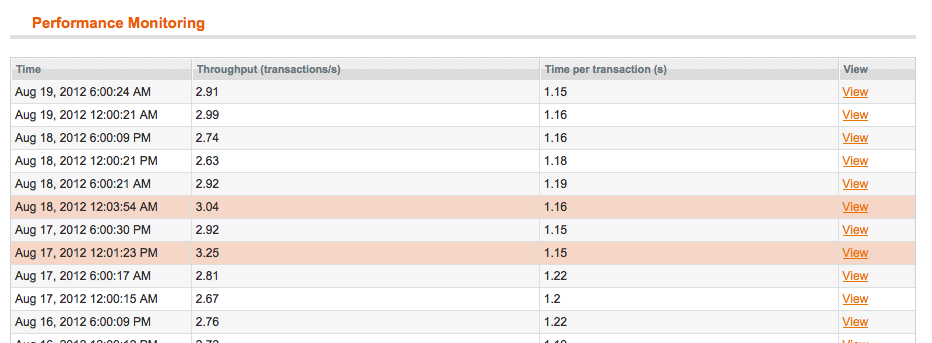 Performance Monitoring
Time Throughput (transactions/s) Time per transaction (s) View
Aug 19, 2012 6:00:24 AM 2.91 1.15 View
Aug 19, 2012 12:00:21 AM 2.99 1.16 View
Aug 18, 2012 6:00:09 PM 2.74 1.16 View
Aug 18, 2012 12:00:21 PM 2.63 1.18 View
Aug 18, 2012 6:00:21 AM 2.92 1.19 View
Aug 18, 2012 12:03:54 AM 3.04 1.16 View
Aug 17, 2012 6:00:30 PM 2.92 1.15 View
Aug 17, 2012 12:01:23 PM 3.25 1.15 View
Aug 17, 2012 6:00:17 AM 2.81 1.22 View
Aug 17, 2012 12:00:15 AM 2.67 1.2 View
Aug 16, 2012 6:00:09 PM 2.76 1.22 View